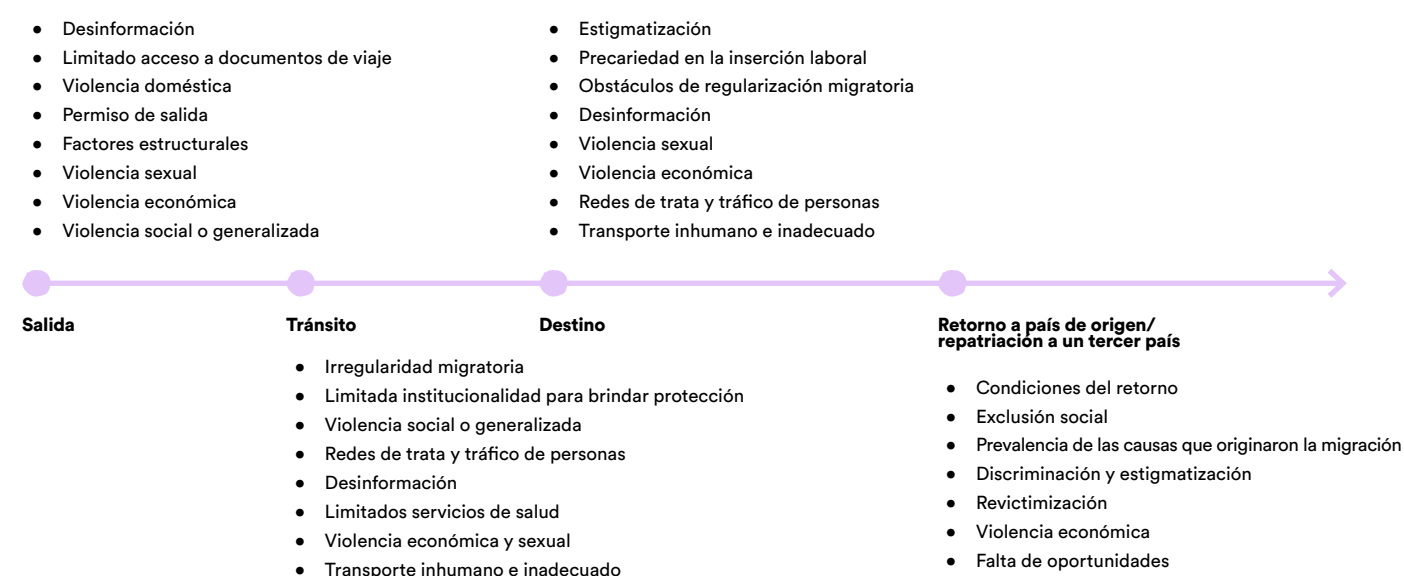 ● Desinformación
● Limitado acceso a documentos de viaje
● Violencia doméstica
● Permiso de salida
● Factores estructurales
● Violencia sexual
● Violencia económica
● Violencia social o generalizada
● Estigmatización
● Precariedad en la inserción laboral
● Obstáculos de regularización migratoria
● Desinformación
● Violencia sexual
● Violencia económica
● Redes de trata y tráfico de personas
● Transporte inhumano e inadecuado
Salida
Tránsito
● Irregularidad migratoria
● Limitada institucionalidad para brindar protección
● Violencia social o generalizada
● Redes de trata y tráfico de personas
● Desinformación
● Limitados servicios de salud
● Violencia económica y sexual
● Transporte inhumano e inadecuado
Destino
Retorno a país de origen/
repatriación a un tercer país
● Condiciones del retorno
● Exclusión social
● Prevalencia de las causas que originaron la migración
● Discriminación y estigmatización
● Revictimización
● Violencia económica
● Falta de oportunidades